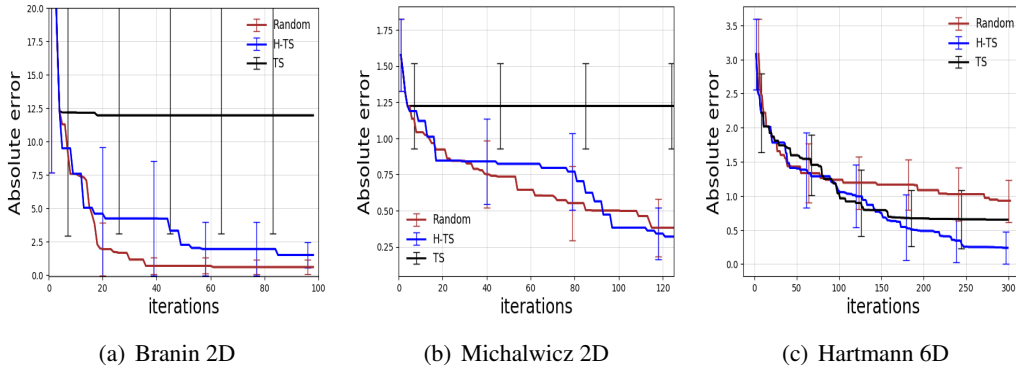 Absolute error
20.0
17.5
15.0
12.5
10.0
7.5
5.0
2.5
0.0
Random
H-TS
TS
0
20
40
60
80
100
iterations
(a) Branin 2D
Absolute error
1.75
1.50
1.25
1.00
0.75
0.50
0.25
Random
H-TS
TS
0
20
40
60
80
100
120
iterations
(b) Michalwicz 2D
Absolute error
3.5
3.0
2.5
2.0
1.5
1.0
0.5
0.0
Random
H-TS
TS
0
50
100
150
200
250
300
iterations
(c) Hartmann 6D